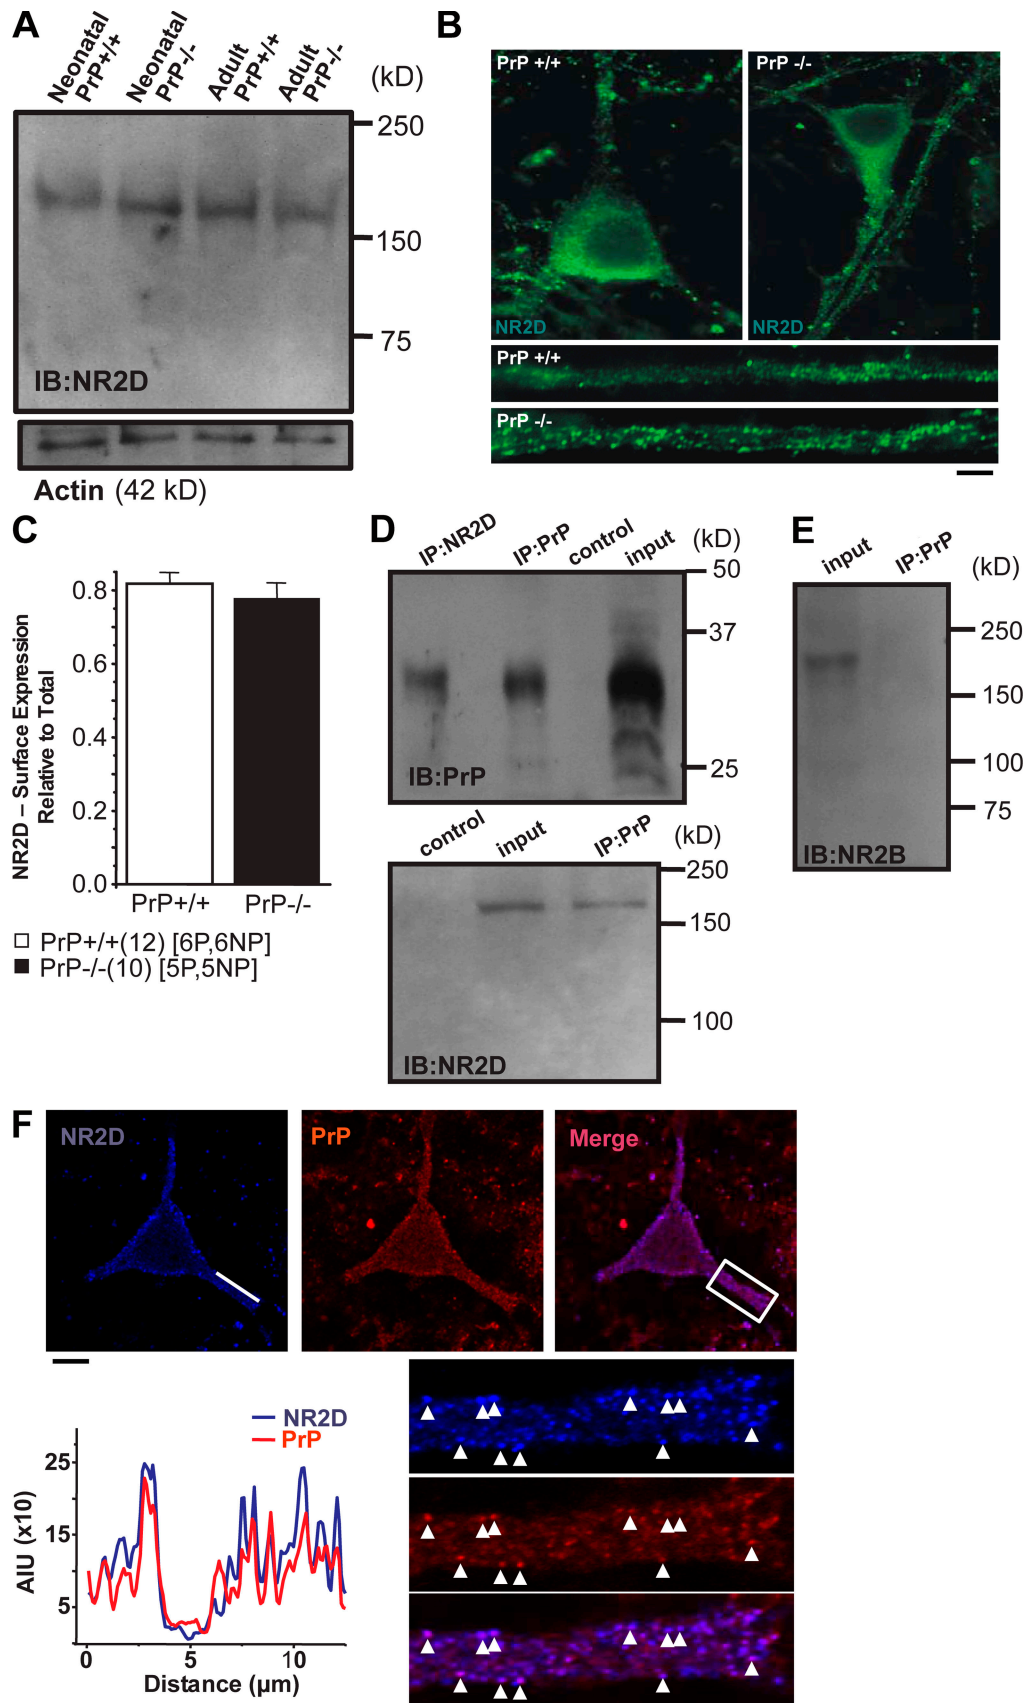 A
Neonatal
PrP+/+
Neonatal
PrP-/-
Adult
PrP+/+
Adult
PrP-/-
(kD)
250
150
75
IB:NR2D
Actin (42 kD)
B
PrP +/+
NR2D
PrP -/-
NR2D
PrP +/+
PrP -/-
C
NR2D – Surface Expression
Relative to Total
0.8
0.6
0.4
0.2
0.0
PrP+/+
PrP-/-
PrP+/+(12) [6P,6NP]
PrP-/-(10) [5P,5NP]
D
IP:NR2D
IP:PrP
control
input
(kD)
50
37
25
IB:PrP
control
input
IP:PrP
(kD)
250
150
100
IB:NR2D
E
input
IP:PrP
(kD)
250
150
100
75
IB:NR2B
F
NR2D
PrP
Merge
NR2D
PrP
AIU (x10)
25
15
5
0
5
10
Distance (µm)